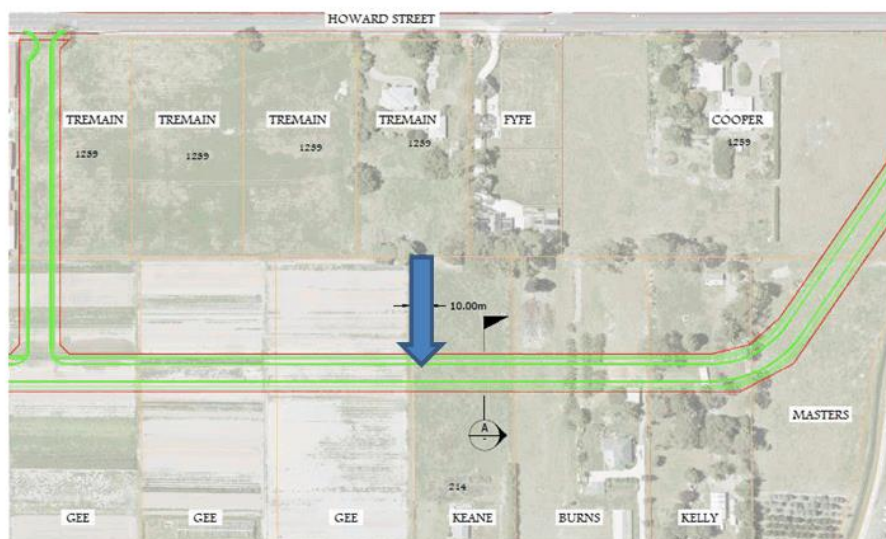 HOWARD STREET
TREMAIN
TREMAIN
TREMAIN
TREMAIN
FYFE
COOPER
1259
1259
1259
1259
1259
10.00m
A
-
MASTERS
214
GEE
GEE
GEE
KEANE
BURNS
KELLY